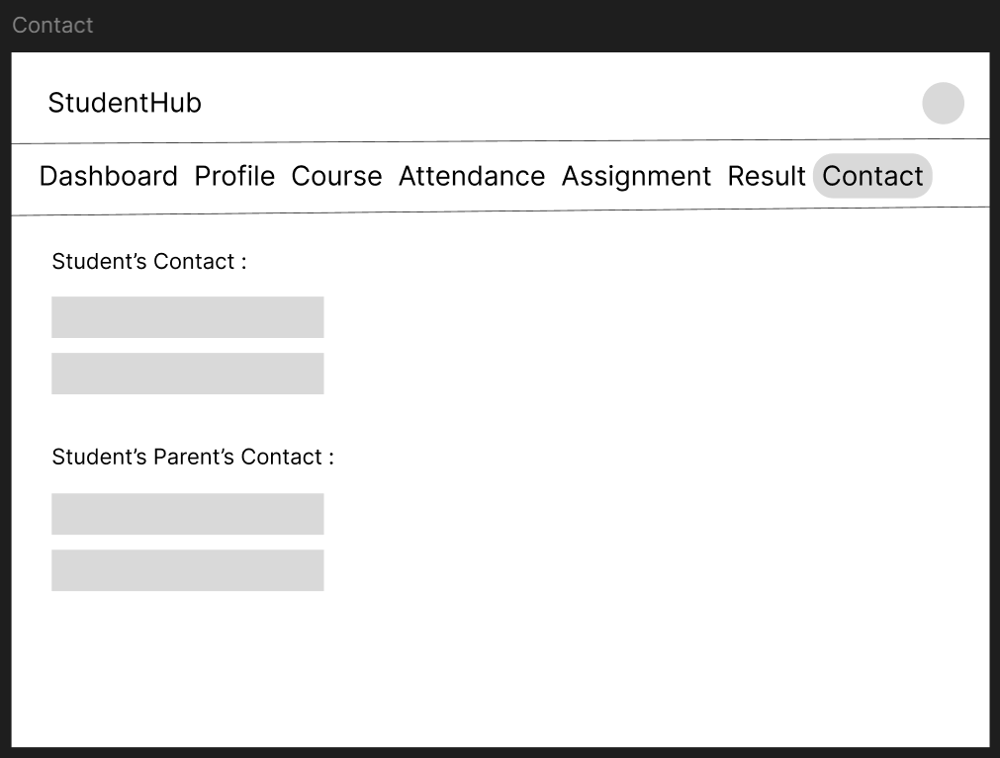 Contact
StudentHub
Dashboard Profile Course Attendance Assignment Result Contact
Student’s Contact :
Student’s Parent’s Contact :